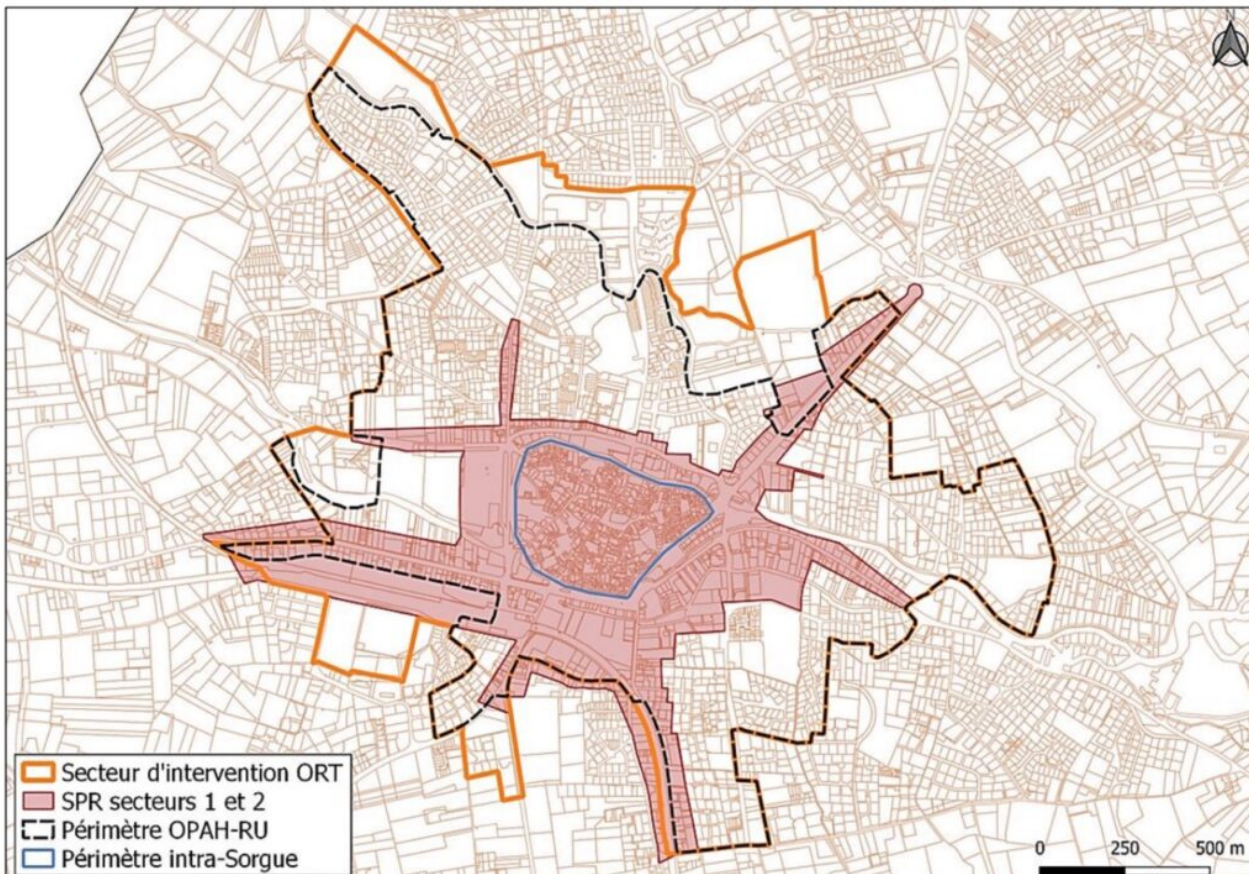 N
Secteur d'intervention ORT
SPR secteurs 1 et 2
Périmètre OPAH-RU
Périmètre intra-Sorgue
0 250 500 m